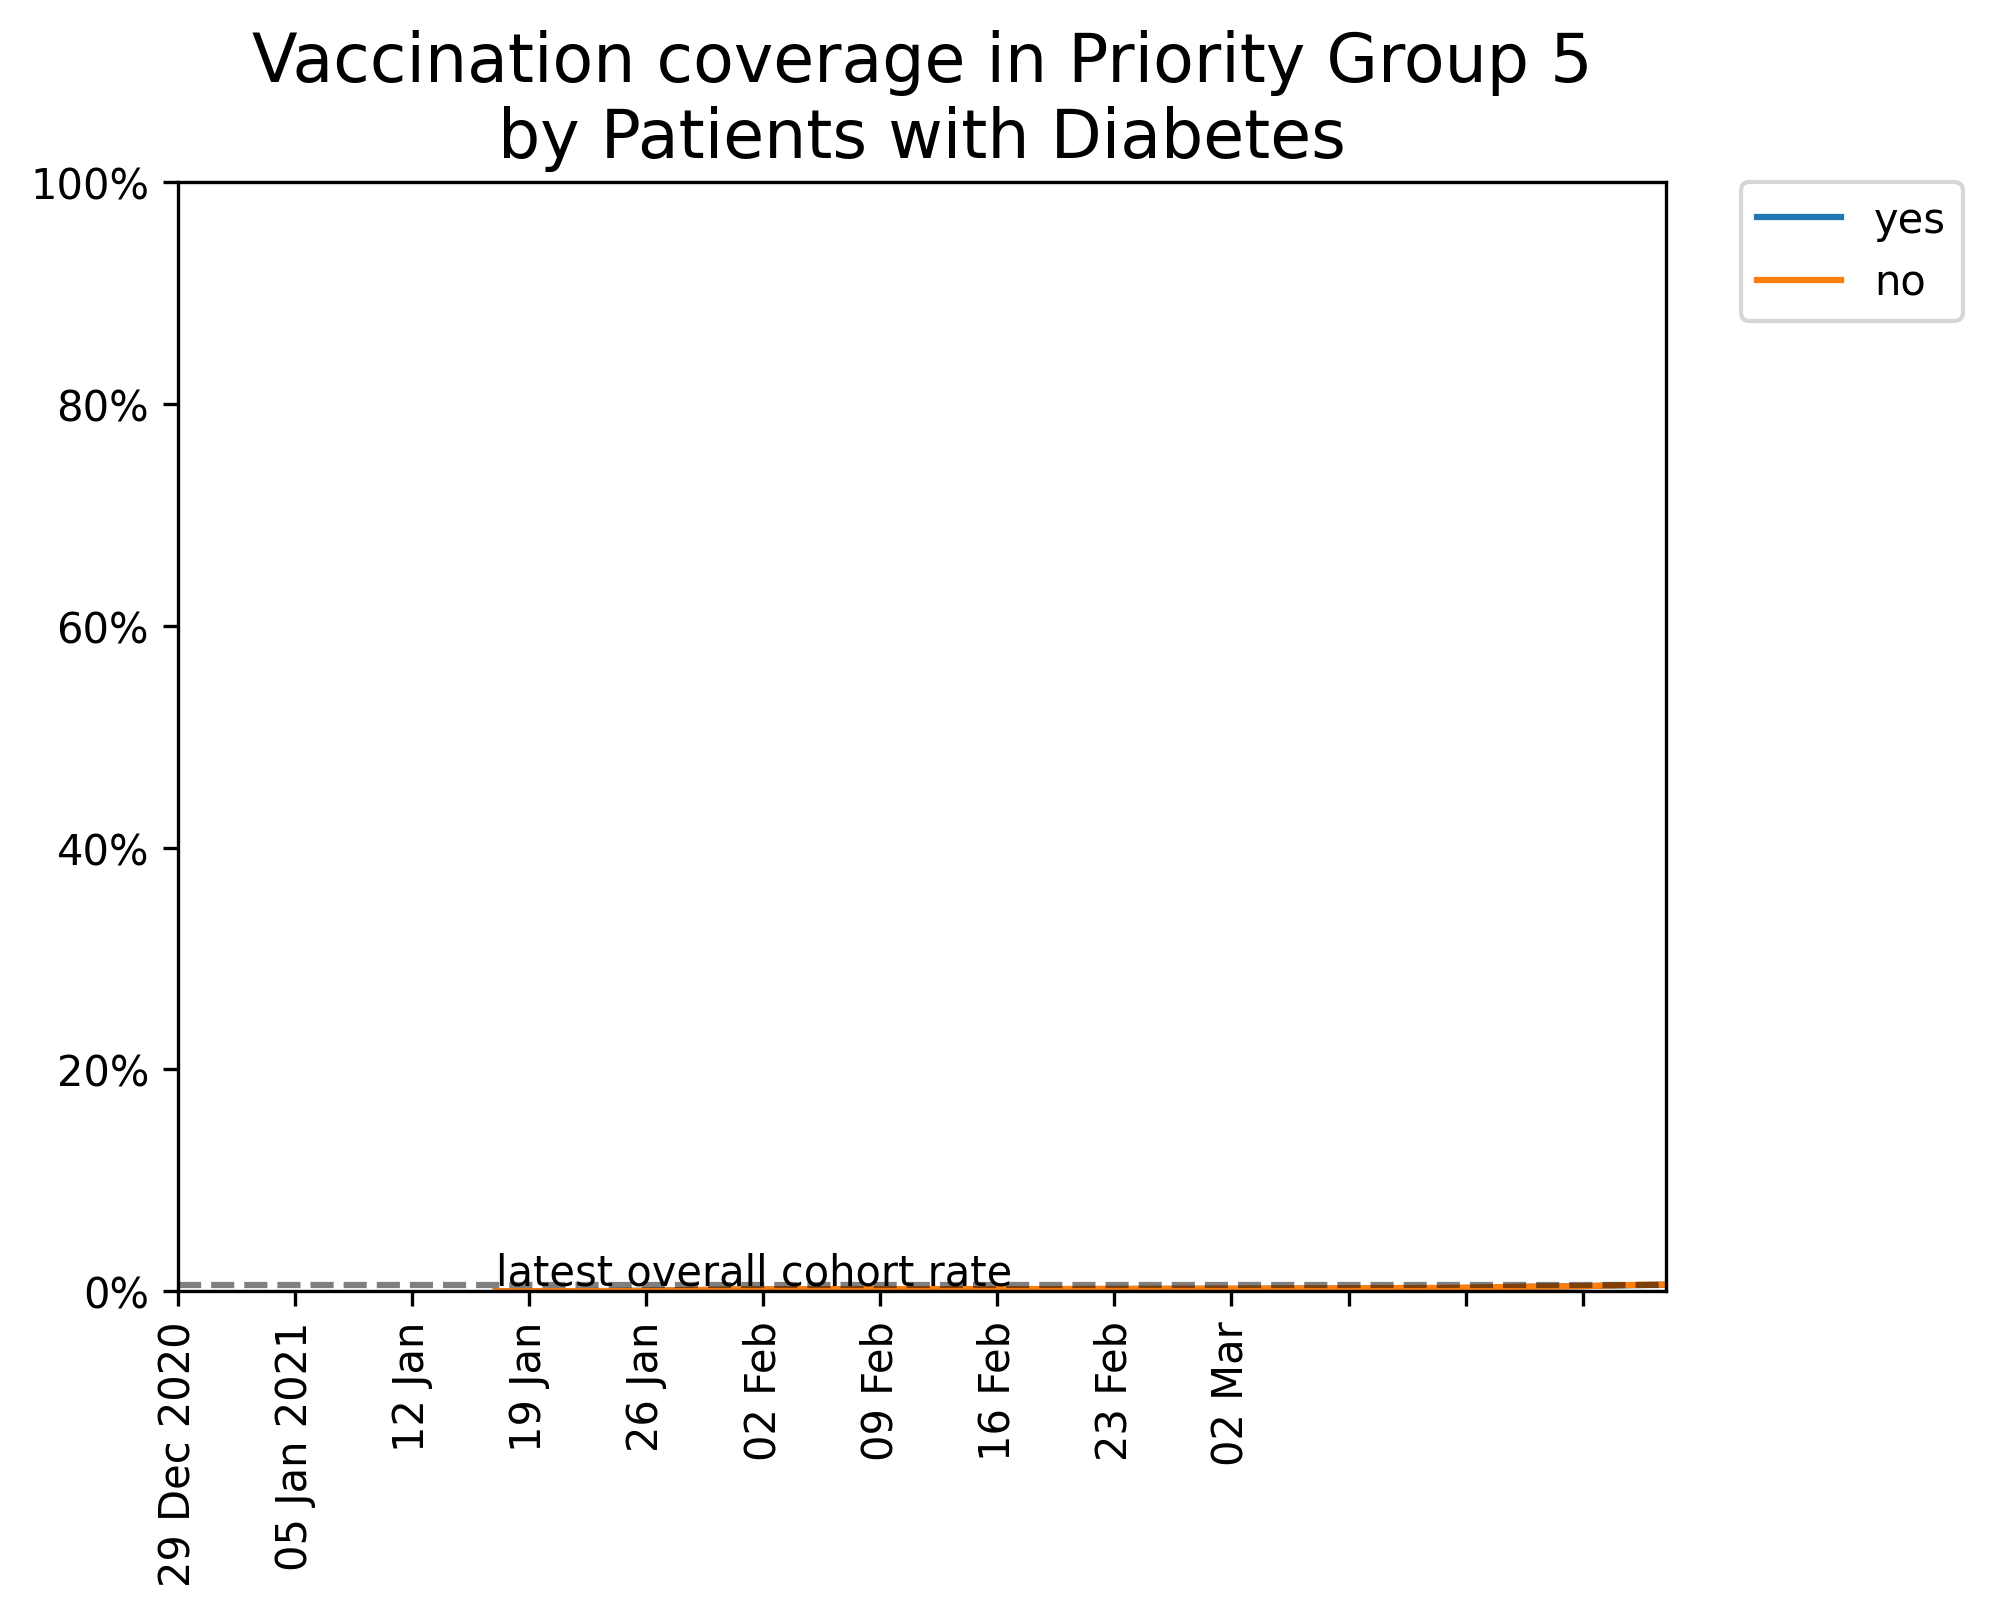 Vaccination coverage in Priority Group 5
by Patients with Diabetes
100%
80%
60%
40%
20%
0%
yes
no
latest overall cohort rate
29 Dec 2020
05 Jan 2021
12 Jan
19 Jan
26 Jan
02 Feb
09 Feb
16 Feb
23 Feb
02 Mar